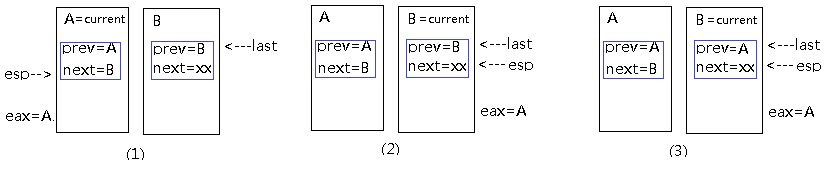 A=current
B
prev=A
prev=B
<---last
esp-->
next=B
next=xx
eax=A.
(1)
A
B=current
prev=A
prev=B
<---last
next=B
next=xx
<---esp
eax=A
(2)
A
B=current
prev=A
prev=A
<---last
next=B
next=xx
<---esp
eax=A
(3)